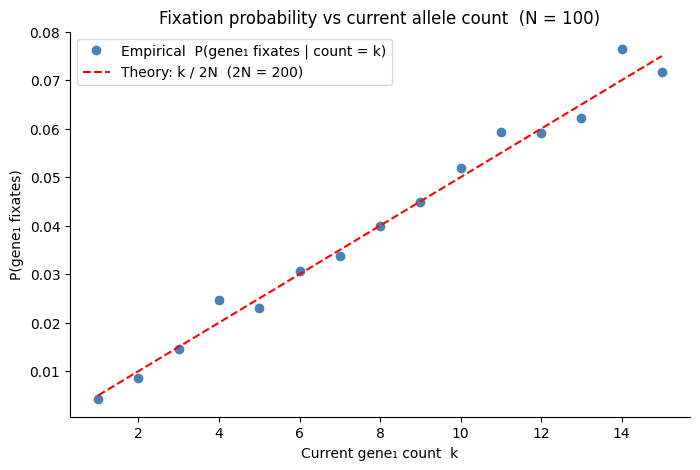 Fixation probability vs current allele count  (N = 100)
Empirical  P(gene₁ fixates | count = k)
Theory: k / 2N  (2N = 200)
P(gene₁ fixates)
0.08
0.07
0.06
0.05
0.04
0.03
0.02
0.01
2 4 6 8 10 12 14
Current gene₁ count  k